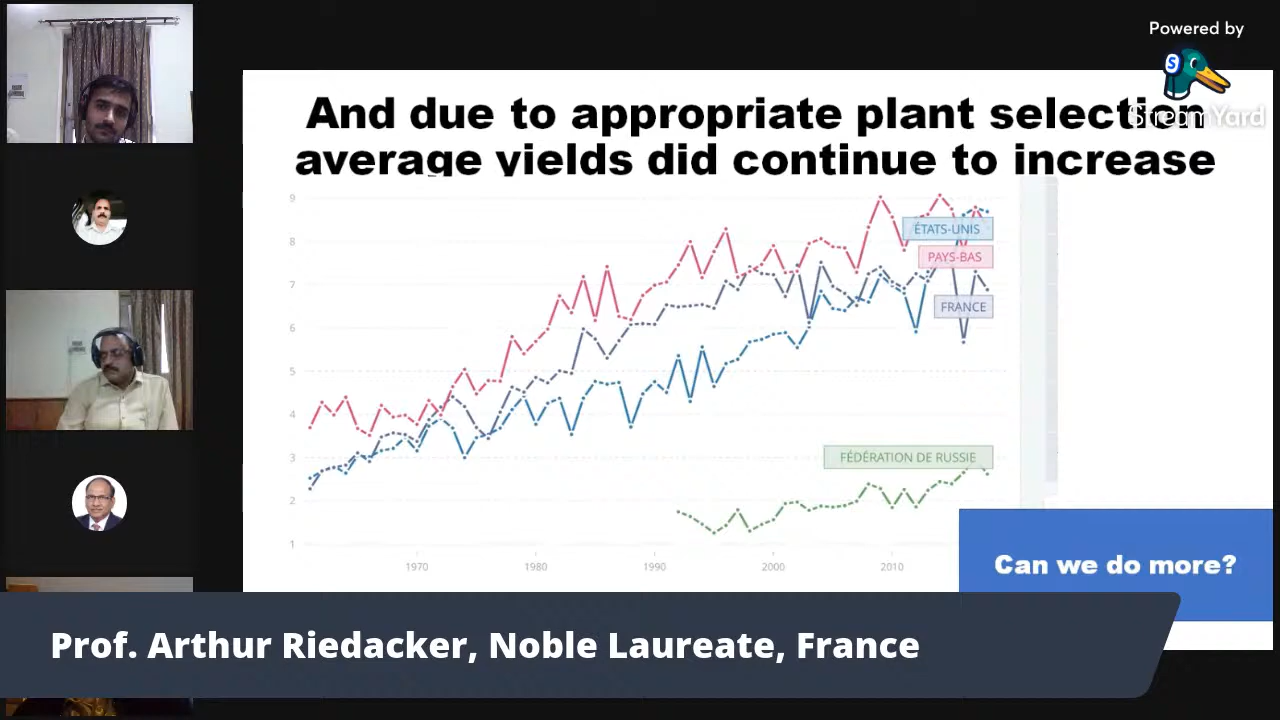 Powered by
StreamYard
And due to appropriate plant selection
average yields did continue to increase
9
8
7
6
5
4
3
2
1
ÉTATS-UNIS
PAYS-BAS
FRANCE
FÉDÉRATION DE RUSSIE
1970 1980 1990 2000 2010
Can we do more?
Prof. Arthur Riedacker, Noble Laureate, France